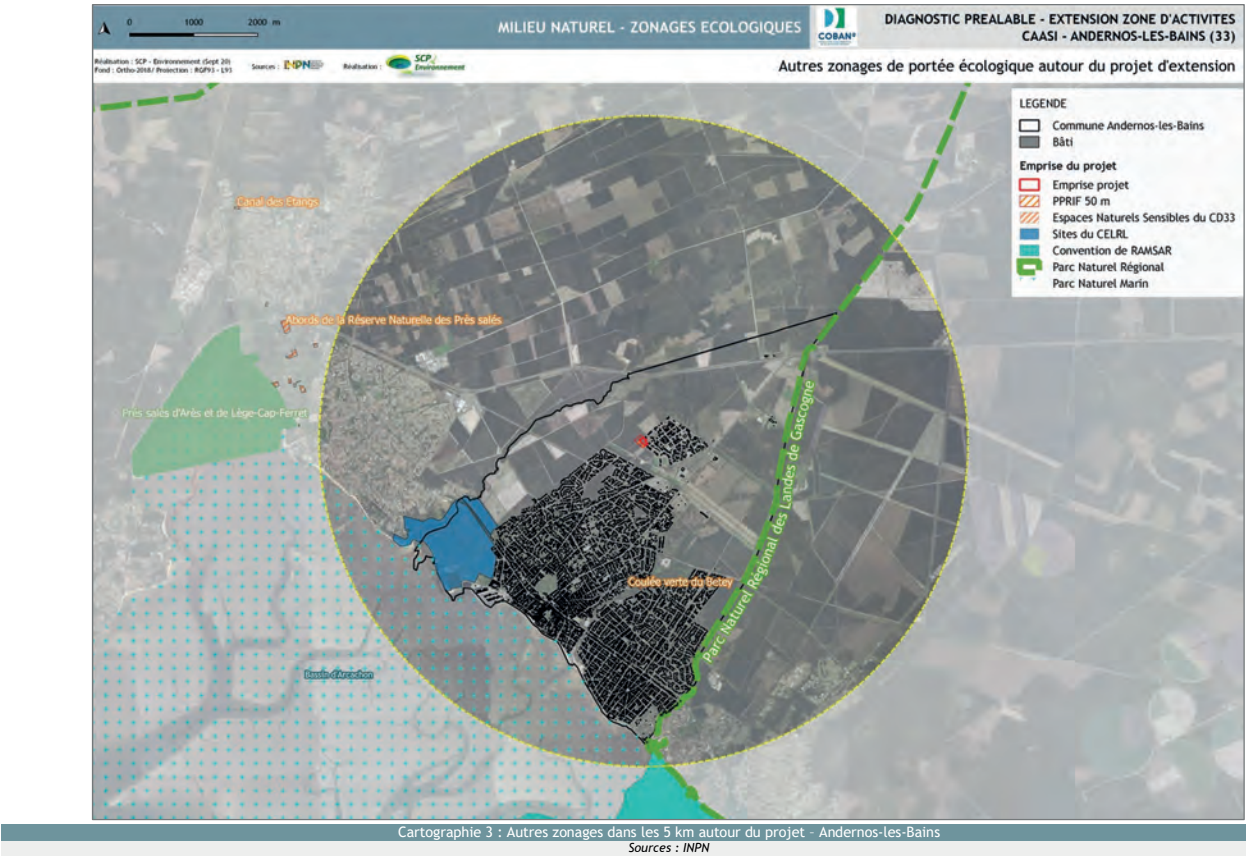 0 1000 2000 m
MILIEU NATUREL - ZONAGES ECOLOGIQUES
COBAN
DIAGNOSTIC PREALABLE - EXTENSION ZONE D'ACTIVITES
CAASI - ANDERNOS-LES-BAINS (33)
Réalisation : SCP - Environnement (Sept 20)
Fond : Ortho-2018/ Projection : RGF93 - L93
Sources : INPN
Réalisation : SCP Environnement
Autres zonages de portée écologique autour du projet d'extension
LEGENDE
Commune Andernos-les-Bains
Bâti
Emprise du projet
Emprise projet
PPRIF 50 m
Espaces Naturels Sensibles du CD33
Sites du CELRL
Convention de RAMSAR
Parc Naturel Régional
Parc Naturel Marin
Canal des Etangs
Abords de la Réserve Naturelle des Prés salés
Prés salés d'Arès et de Lège-Cap-Ferret
Parc Naturel Régional des Landes de Gascogne
Coulée verte du Betey
Bassin d'Arcachon
Cartographie 3 : Autres zonages dans les 5 km autour du projet – Andernos-les-Bains
Sources : INPN